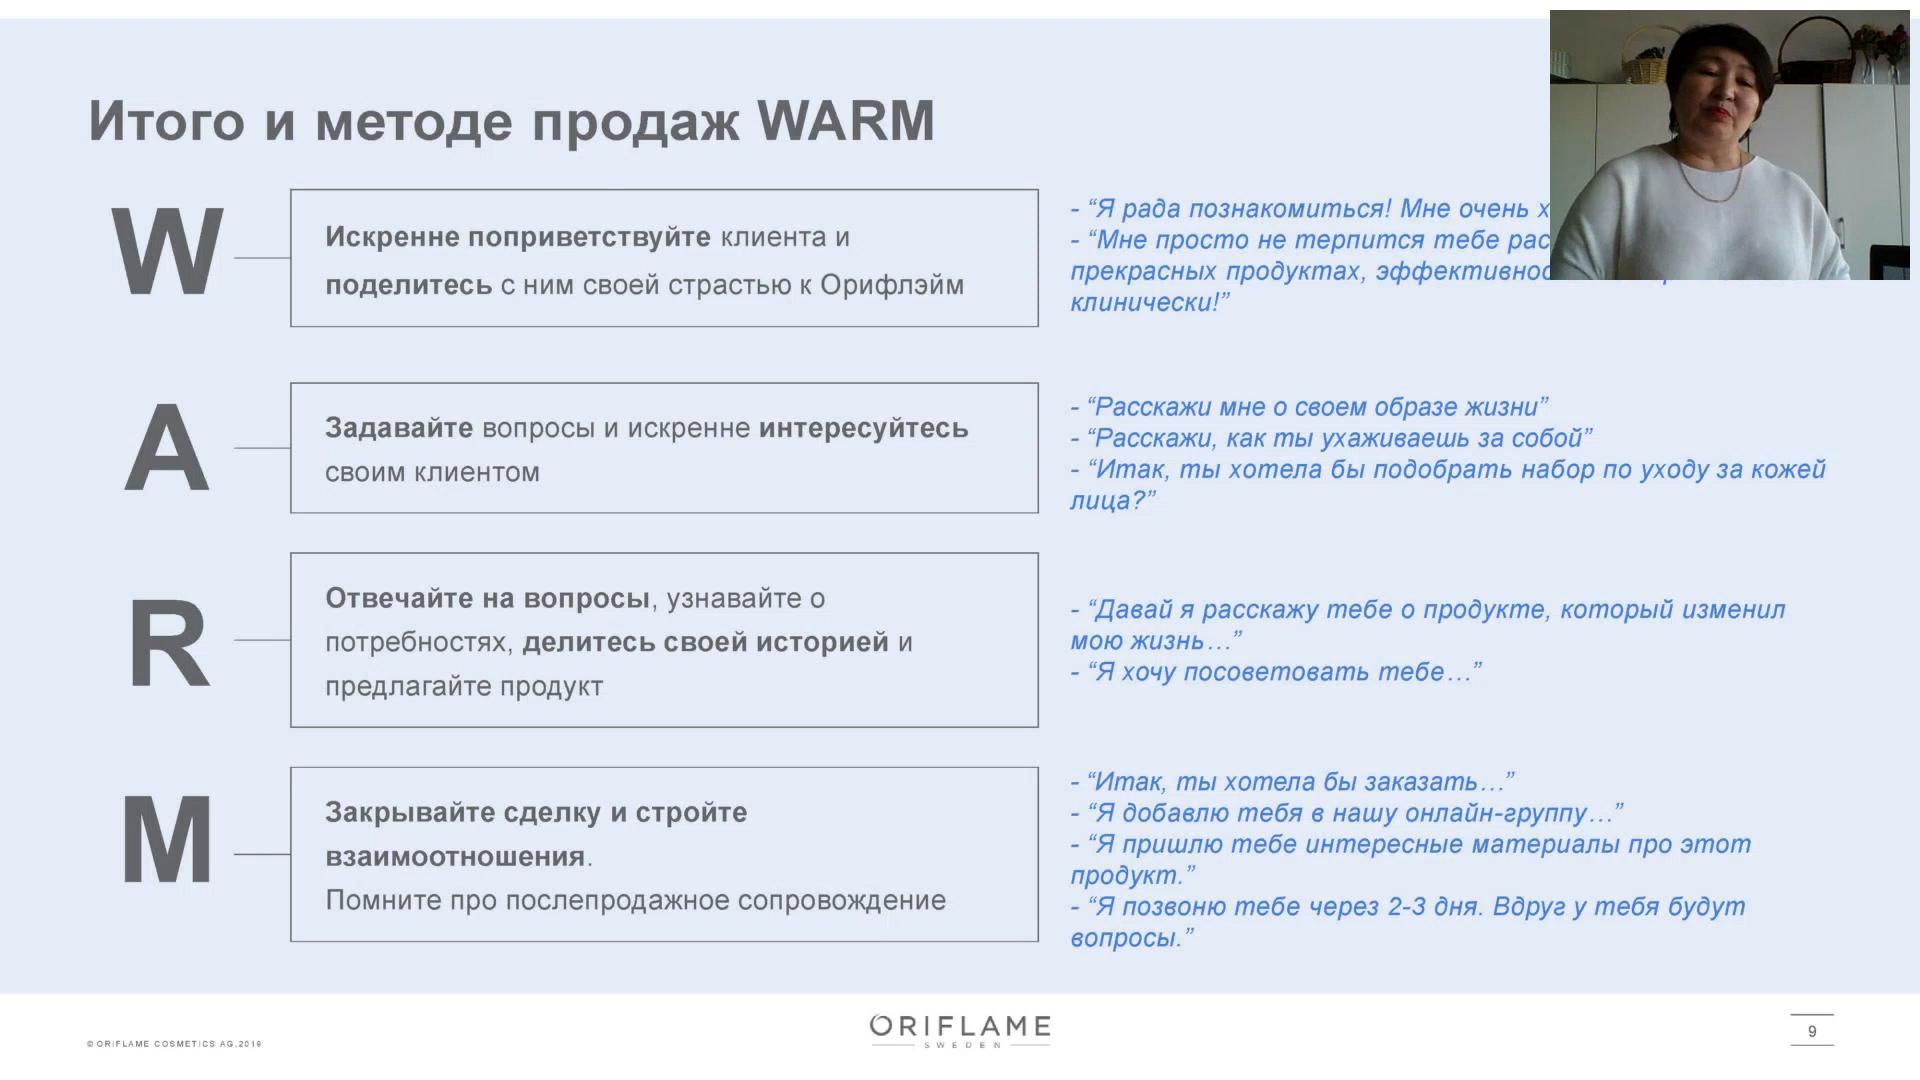 Итого и методе продаж WARM
W
Искренне поприветствуйте клиента и
поделитесь с ним своей страстью к Орифлэйм
- “Я рада познакомиться! Мне очень
- “Мне просто не терпится тебе
прекрасных продуктах,
клинически!”
A
Задавайте вопросы и искренне интересуйтесь
своим клиентом
- “Расскажи мне о своем образе жизни”
- “Расскажи, как ты ухаживаешь за собой”
- “Итак, ты хотела бы подобрать набор по уходу за кожей
лица?”
R
Отвечайте на вопросы, узнавайте о
потребностях, делитесь своей историей и
предлагайте продукт
- “Давай я расскажу тебе о продукте, который изменил
мою жизнь…”
- “Я хочу посоветовать тебе…”
M
Закрывайте сделку и стройте
взаимоотношения.
Помните про послепродажное сопровождение
- “Итак, ты хотела бы заказать…”
- “Я добавлю тебя в нашу онлайн-группу…”
- “Я пришлю тебе интересные материалы про этот
продукт.”
- “Я позвоню тебе через 2-3 дня. Вдруг у тебя будут
вопросы.”
© ORIFLAME COSMETICS AG, 2019
ORIFLAME
SWEDEN
9